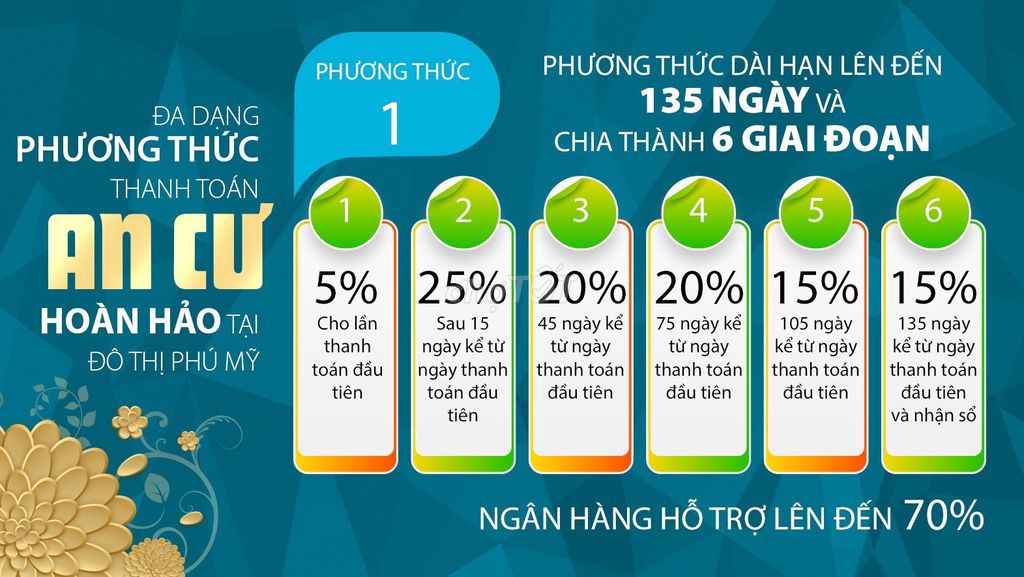 ĐA DẠNG
PHƯƠNG THỨC
THANH TOÁN
AN CƯ
HOÀN HẢO TẠI
ĐÔ THỊ PHÚ MỸ
PHƯƠNG THỨC
1
PHƯƠNG THỨC DÀI HẠN LÊN ĐẾN
135 NGÀY VÀ
CHIA THÀNH 6 GIAI ĐOẠN
1
5%
Cho lần
thanh
toán đầu
tiên
2
25%
Sau 15
ngày kể từ
ngày thanh
toán đầu
tiên
3
20%
45 ngày kể
từ ngày
thanh toán
đầu tiên
4
20%
75 ngày kể
từ ngày
thanh toán
đầu tiên
5
15%
105 ngày
kể từ ngày
thanh toán
đầu tiên
6
15%
135 ngày
kể từ ngày
thanh toán
đầu tiên
và nhận sổ
NGÂN HÀNG HỖ TRỢ LÊN ĐẾN 70%